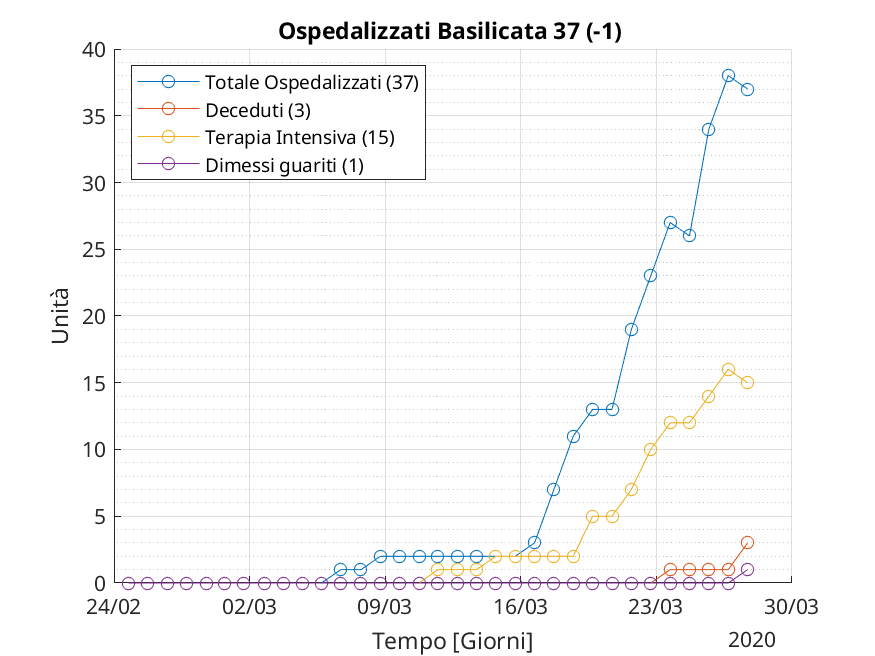 Ospedalizzati Basilicata 37 (-1)
40
35
30
25
20
15
10
5
0
Unità
Totale Ospedalizzati (37)
Deceduti (3)
Terapia Intensiva (15)
Dimessi guariti (1)
24/02 02/03 09/03 16/03 23/03 30/03
Tempo [Giorni]
2020